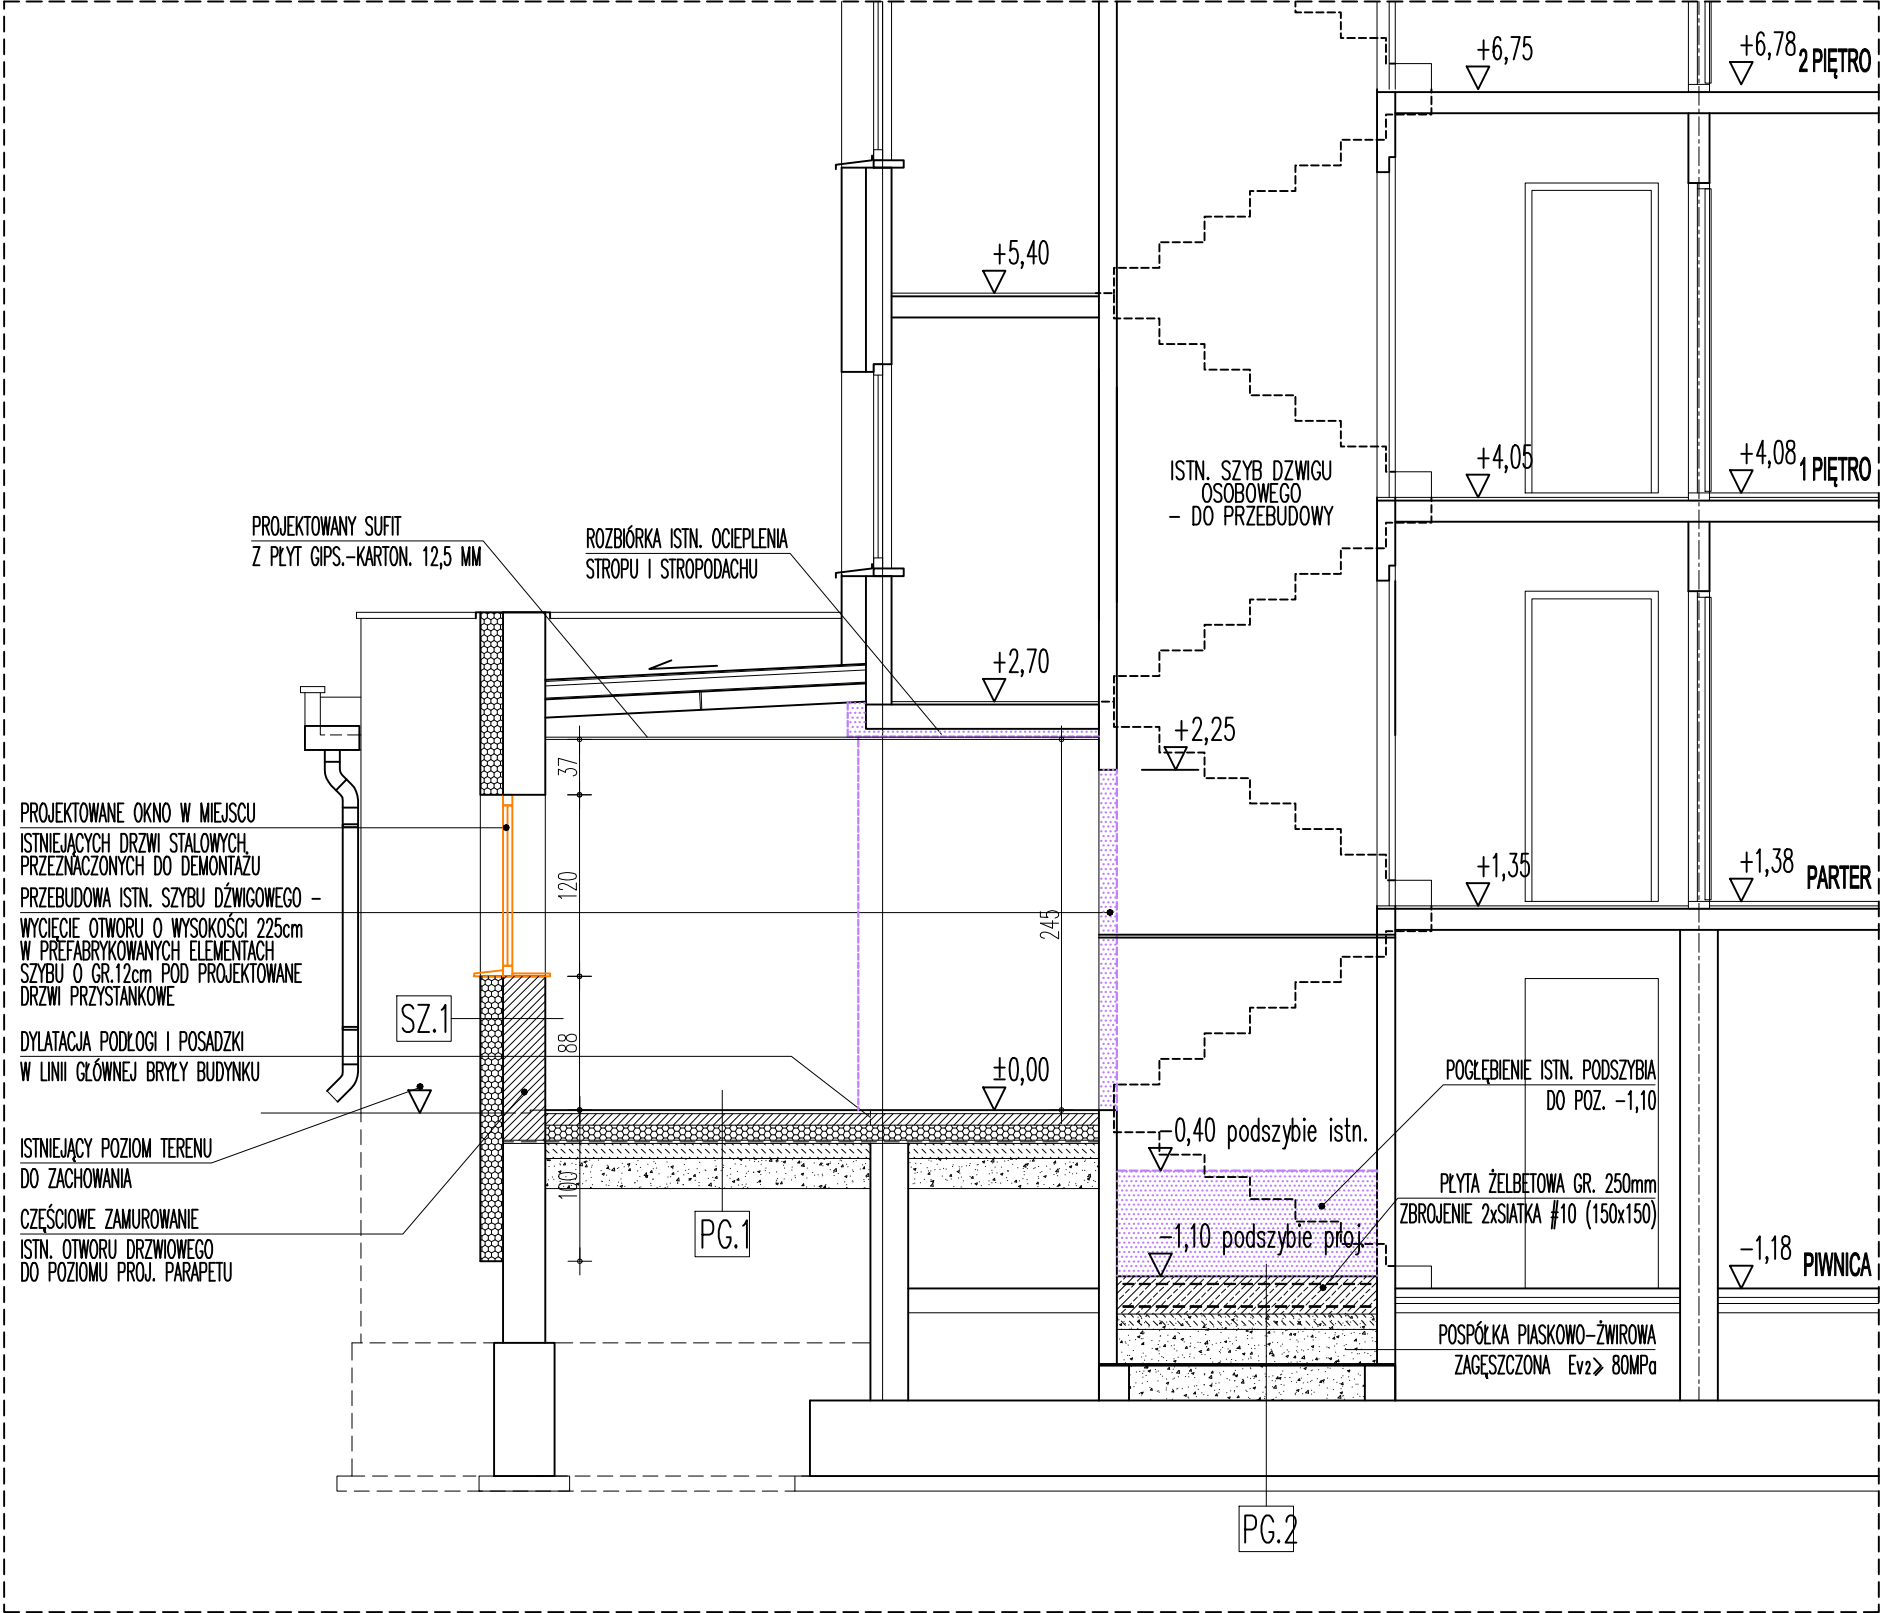 +6,75
+6,78
2 PIĘTRO
+5,40
+4,05
+4,08
1 PIĘTRO
ISTN. SZYB DZWIGU
OSOBOWEGO
- DO PRZEBUDOWY
PROJEKTOWANY SUFIT
Z PŁYT GIPS.-KARTON. 12,5 MM
ROZBIÓRKA ISTN. OCIEPLENIA
STROPU I STROPODACHU
+2,70
+2,25
37
PROJEKTOWANE OKNO W MIEJSCU
ISTNIEJĄCYCH DRZWI STALOWYCH,
PRZEZNACZONYCH DO DEMONTAŻU
PRZEBUDOWA ISTN. SZYBU DŹWIGOWEGO -
WYCIĘCIE OTWORU O WYSOKOŚCI 225cm
W PREFABRYKOWANYCH ELEMENTACH
SZYBU O GR.12cm POD PROJEKTOWANE
DRZWI PRZYSTANKOWE
120
245
+1,35
+1,38
PARTER
SZ.1
88
DYLATACJA PODŁOGI I POSADZKI
W LINII GŁÓWNEJ BRYŁY BUDYNKU
±0,00
POGŁĘBIENIE ISTN. PODSZYBIA
DO POZ. -1,10
ISTNIEJĄCY POZIOM TERENU
DO ZACHOWANIA
-0,40 podszybie istn.
100
PŁYTA ŻELBETOWA GR. 250mm
ZBROJENIE 2xSIATKA #10 (150x150)
CZĘŚCIOWE ZAMUROWANIE
ISTN. OTWORU DRZWIOWEGO
DO POZIOMU PROJ. PARAPETU
PG.1
-1,10 podszybie proj.
-1,18
PIWNICA
POSPÓŁKA PIASKOWO-ŻWIROWA
ZAGĘSZCZONA Ev2≥ 80MPa
PG.2